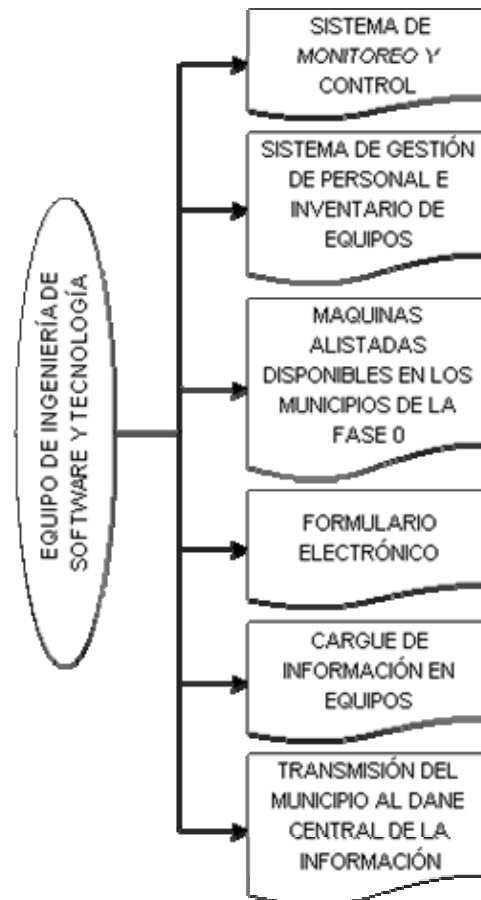 EQUIPO DE INGENIERÍA DE
SOFTWARE Y TECNOLOGÍA
SISTEMA DE
MONITOREO Y
CONTROL
SISTEMA DE GESTIÓN
DE PERSONAL E
INVENTARIO DE
EQUIPOS
MAQUINAS
ALISTADAS
DISPONIBLES EN LOS
MUNICIPIOS DE LA
FASE 0
FORMULARIO
ELECTRÓNICO
CARGUE DE
INFORMACIÓN EN
EQUIPOS
TRANSMISIÓN DEL
MUNICIPIO AL DANE
CENTRAL DE LA
INFORMACIÓN